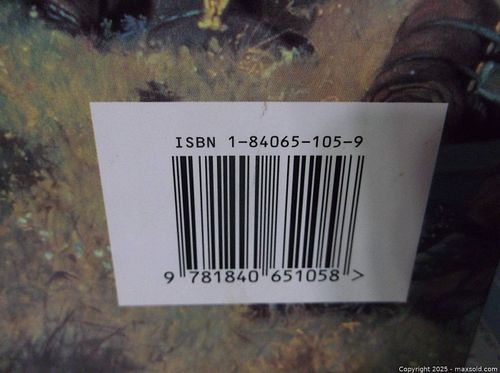 ISBN 1-84065-105-9
9 781840 651058 >
Copyright 2025 - maxsold.com